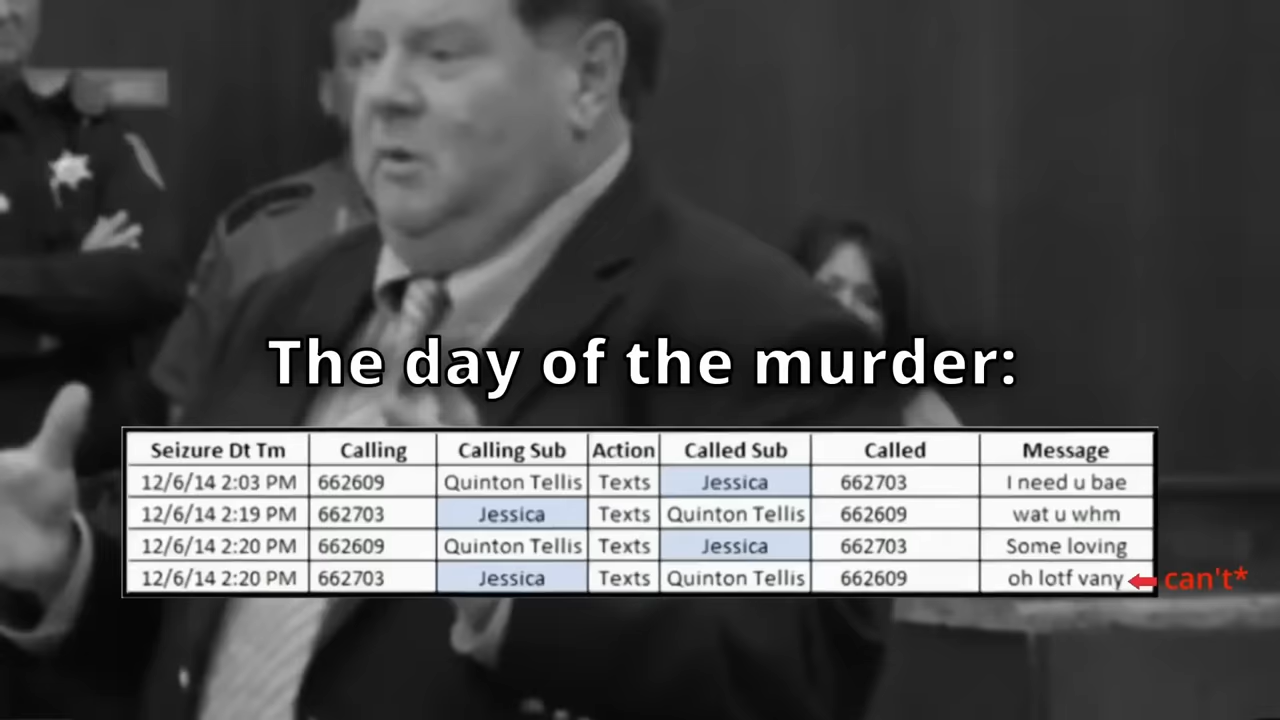 The day of the murder:
Seizure Dt Tm Calling Calling Sub Action Called Sub Called Message
12/6/14 2:03 PM 662609 Quinton Tellis Texts Jessica 662703 I need u bae
12/6/14 2:19 PM 662703 Jessica Texts Quinton Tellis 662609 wat u whm
12/6/14 2:20 PM 662609 Quinton Tellis Texts Jessica 662703 Some loving
12/6/14 2:20 PM 662703 Jessica Texts Quinton Tellis 662609 oh lotf vany can't*